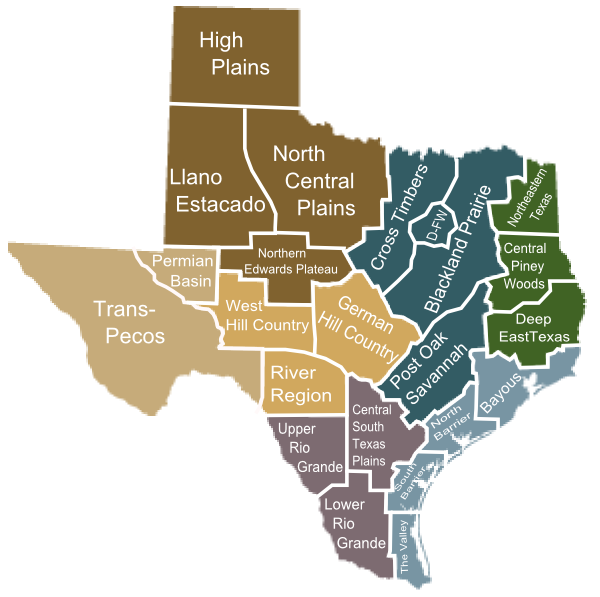 High
Plains
Llano
Estacado
North
Central
Plains
Cross Timbers
D-FW
Blackland Prairie
Northeastern
Texas
Central
Piney
Woods
Deep
EastTexas
Permian
Basin
Northern
Edwards Plateau
Trans-
Pecos
West
Hill Country
German
Hill Country
Post Oak
Savannah
River
Region
Bayous
North
Barrier
Central
South
Texas
Plains
Upper
Rio
Grande
South
Barrier
Lower
Rio
Grande
The Valley